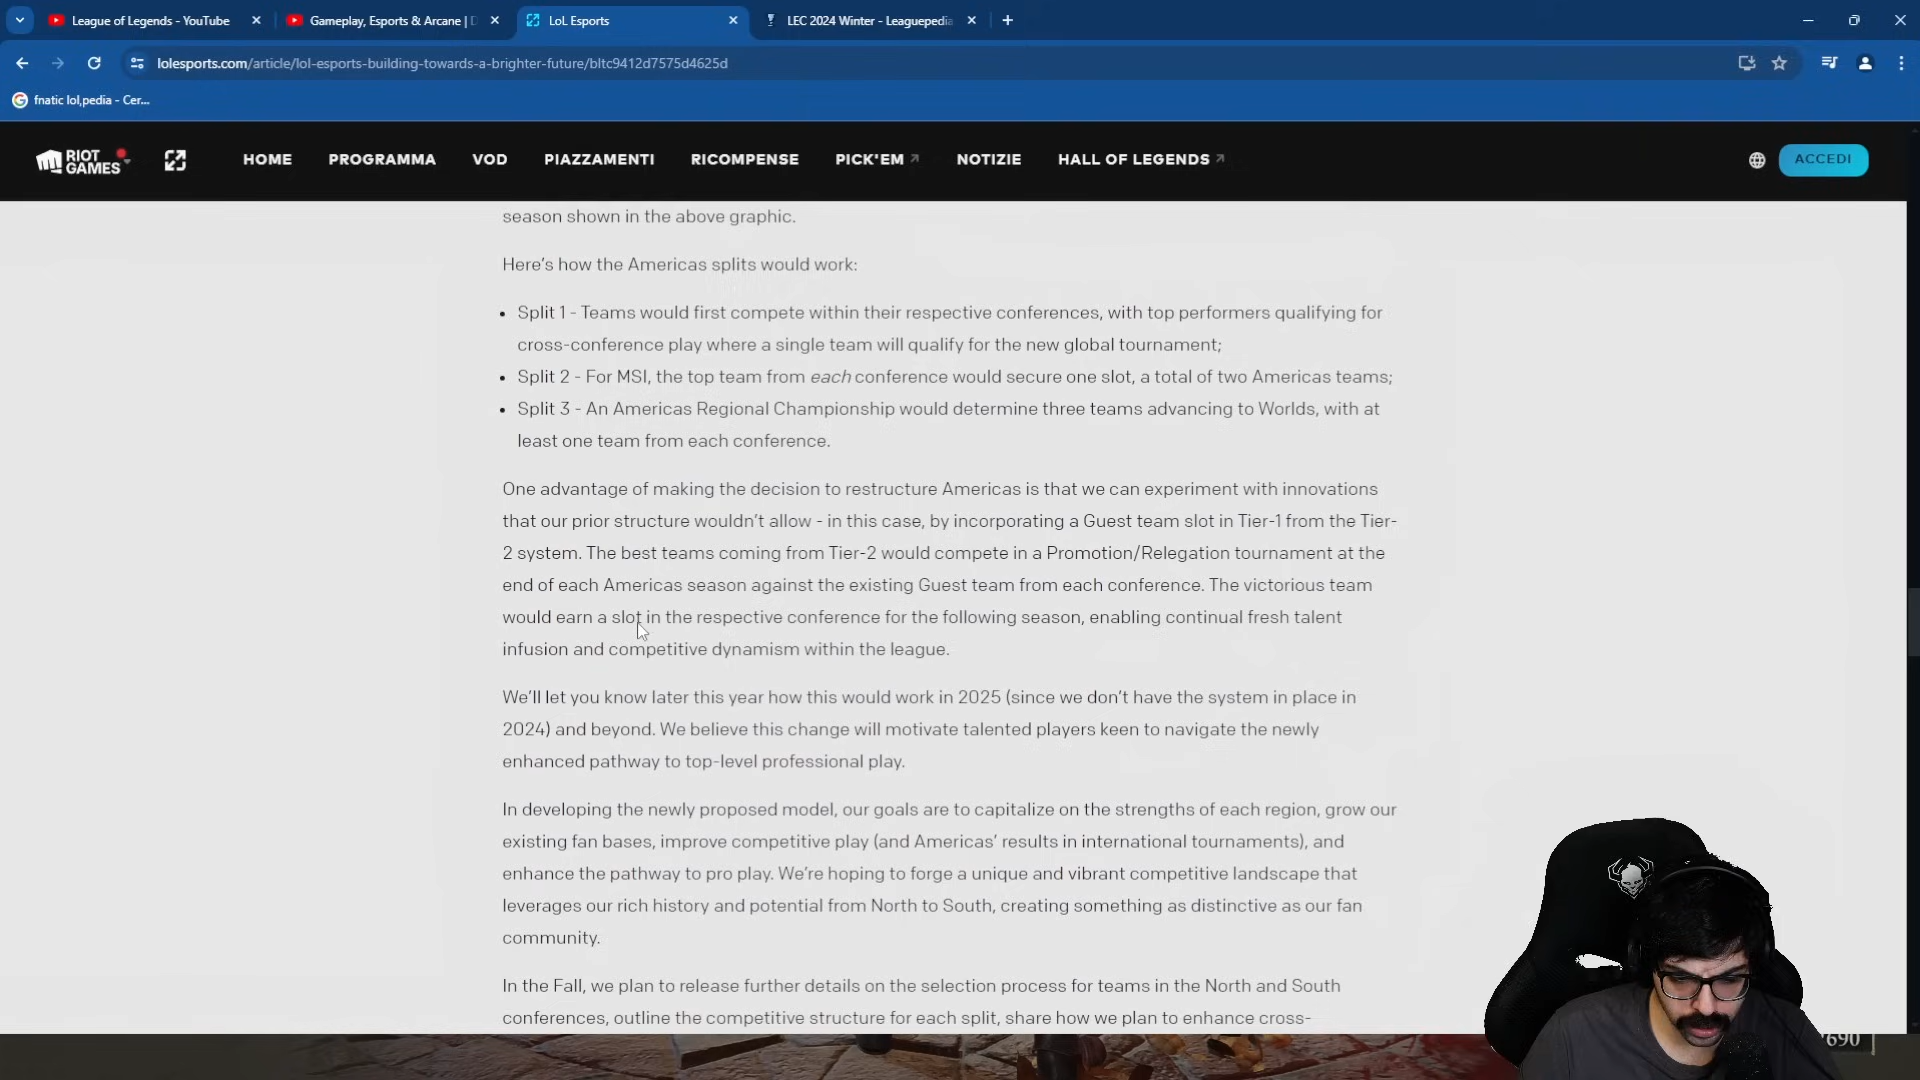 League of Legends - YouTube
Gameplay, Esports & Arcane | D
LoL Esports
LEC 2024 Winter - Leaguepedia
lolesports.com/article/lol-esports-building-towards-a-brighter-future/bltc9412d7575d4625d
fnatic lol,pedia - Cer...
RIOT GAMES
HOME
PROGRAMMA
VOD
PIAZZAMENTI
RICOMPENSE
PICK'EM
NOTIZIE
HALL OF LEGENDS
ACCEDI
season shown in the above graphic.
Here's how the Americas splits would work:
• Split 1 - Teams would first compete within their respective conferences, with top performers qualifying for
cross-conference play where a single team will qualify for the new global tournament;
• Split 2 - For MSI, the top team from each conference would secure one slot, a total of two Americas teams;
• Split 3 - An Americas Regional Championship would determine three teams advancing to Worlds, with at
least one team from each conference.
One advantage of making the decision to restructure Americas is that we can experiment with innovations
that our prior structure wouldn't allow - in this case, by incorporating a Guest team slot in Tier-1 from the Tier-
2 system. The best teams coming from Tier-2 would compete in a Promotion/Relegation tournament at the
end of each Americas season against the existing Guest team from each conference. The victorious team
would earn a slot in the respective conference for the following season, enabling continual fresh talent
infusion and competitive dynamism within the league.
We'll let you know later this year how this would work in 2025 (since we don't have the system in place in
2024) and beyond. We believe this change will motivate talented players keen to navigate the newly
enhanced pathway to top-level professional play.
In developing the newly proposed model, our goals are to capitalize on the strengths of each region, grow our
existing fan bases, improve competitive play (and Americas' results in international tournaments), and
enhance the pathway to pro play. We're hoping to forge a unique and vibrant competitive landscape that
leverages our rich history and potential from North to South, creating something as distinctive as our fan
community.
In the Fall, we plan to release further details on the selection process for teams in the North and South
conferences, outline the competitive structure for each split, share how we plan to enhance cross-
690